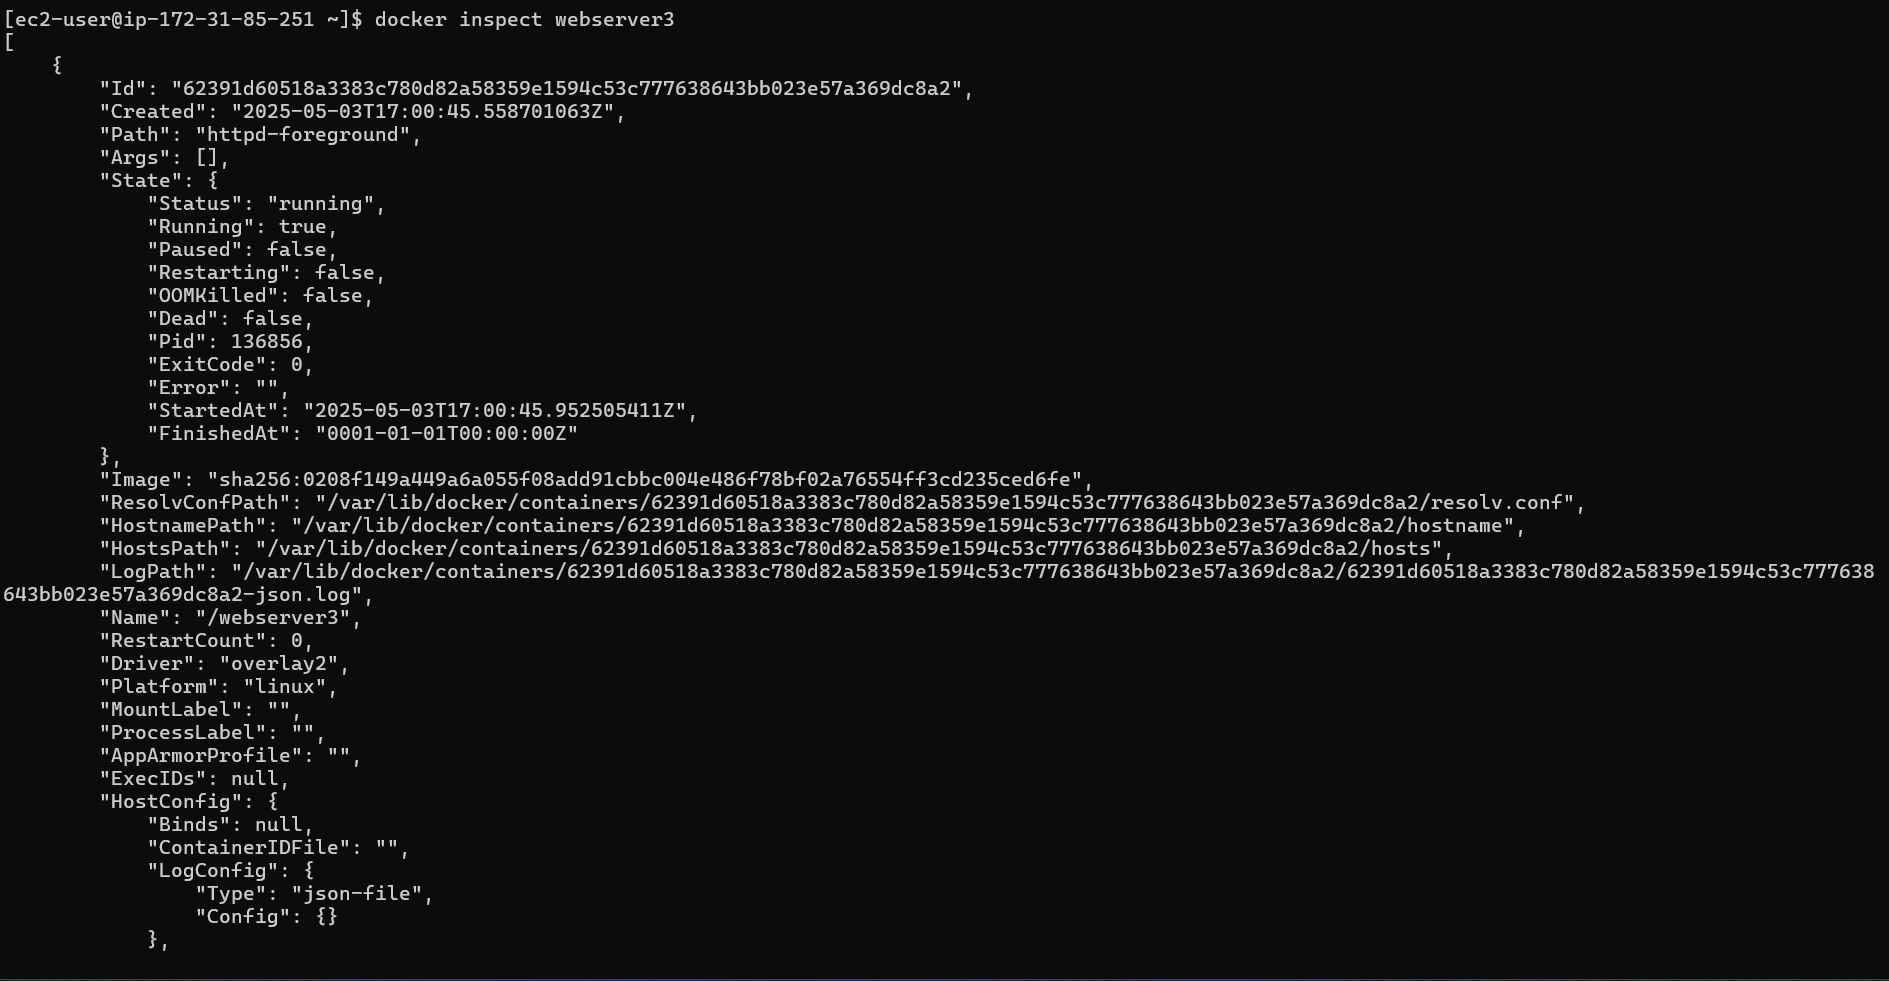 [ec2-user@ip-172-31-85-251 ~]$ docker inspect webserver3
[
    {
        "Id": "62391d60518a3383c780d82a58359e1594c53c777638643bb023e57a369dc8a2",
        "Created": "2025-05-03T17:00:45.558701063Z",
        "Path": "httpd-foreground",
        "Args": [],
        "State": {
            "Status": "running",
            "Running": true,
            "Paused": false,
            "Restarting": false,
            "OOMKilled": false,
            "Dead": false,
            "Pid": 136856,
            "ExitCode": 0,
            "Error": "",
            "StartedAt": "2025-05-03T17:00:45.952505411Z",
            "FinishedAt": "0001-01-01T00:00:00Z"
        },
        "Image": "sha256:0208f149a449a6a055f08add91cbbc004e486f78bf02a76554ff3cd235ced6fe",
        "ResolvConfPath": "/var/lib/docker/containers/62391d60518a3383c780d82a58359e1594c53c777638643bb023e57a369dc8a2/resolv.conf",
        "HostnamePath": "/var/lib/docker/containers/62391d60518a3383c780d82a58359e1594c53c777638643bb023e57a369dc8a2/hostname",
        "HostsPath": "/var/lib/docker/containers/62391d60518a3383c780d82a58359e1594c53c777638643bb023e57a369dc8a2/hosts",
        "LogPath": "/var/lib/docker/containers/62391d60518a3383c780d82a58359e1594c53c777638643bb023e57a369dc8a2/62391d60518a3383c780d82a58359e1594c53c777638
643bb023e57a369dc8a2-json.log",
        "Name": "/webserver3",
        "RestartCount": 0,
        "Driver": "overlay2",
        "Platform": "linux",
        "MountLabel": "",
        "ProcessLabel": "",
        "AppArmorProfile": "",
        "ExecIDs": null,
        "HostConfig": {
            "Binds": null,
            "ContainerIDFile": "",
            "LogConfig": {
                "Type": "json-file",
                "Config": {}
            },